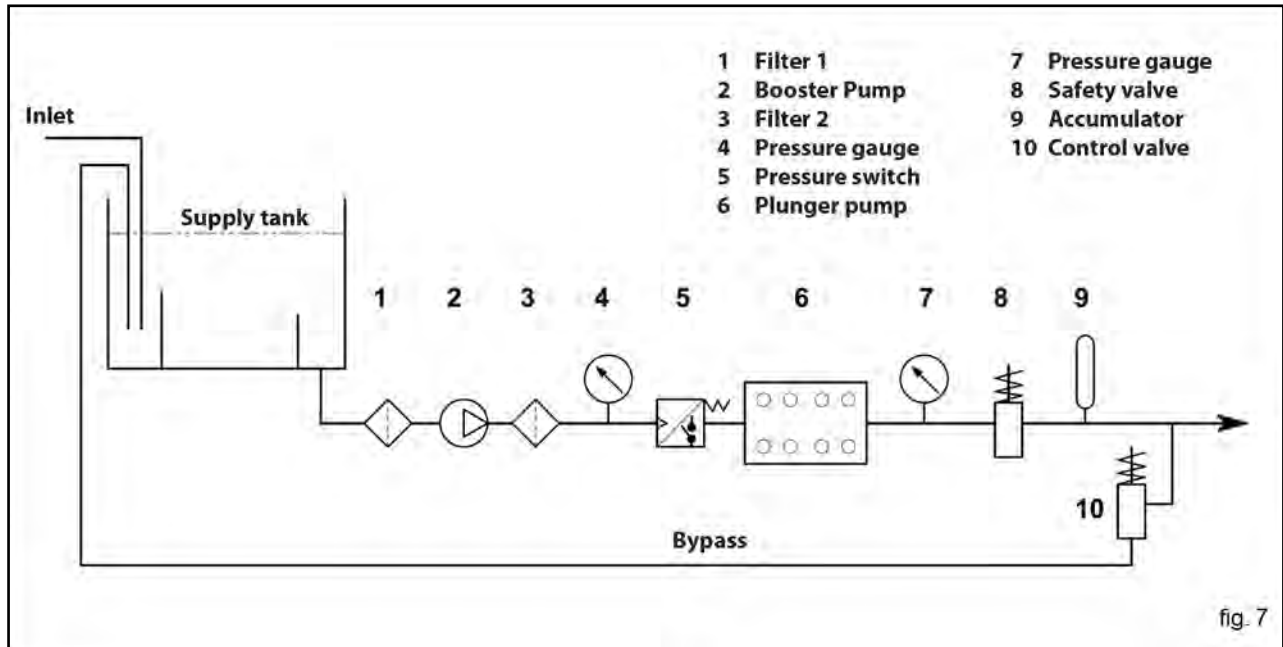 1 Filter 1
2 Booster Pump
3 Filter 2
4 Pressure gauge
5 Pressure switch
6 Plunger pump
7 Pressure gauge
8 Safety valve
9 Accumulator
10 Control valve
Inlet
Supply tank
1 2 3 4 5 6 7 8 9
10
Bypass
fig. 7